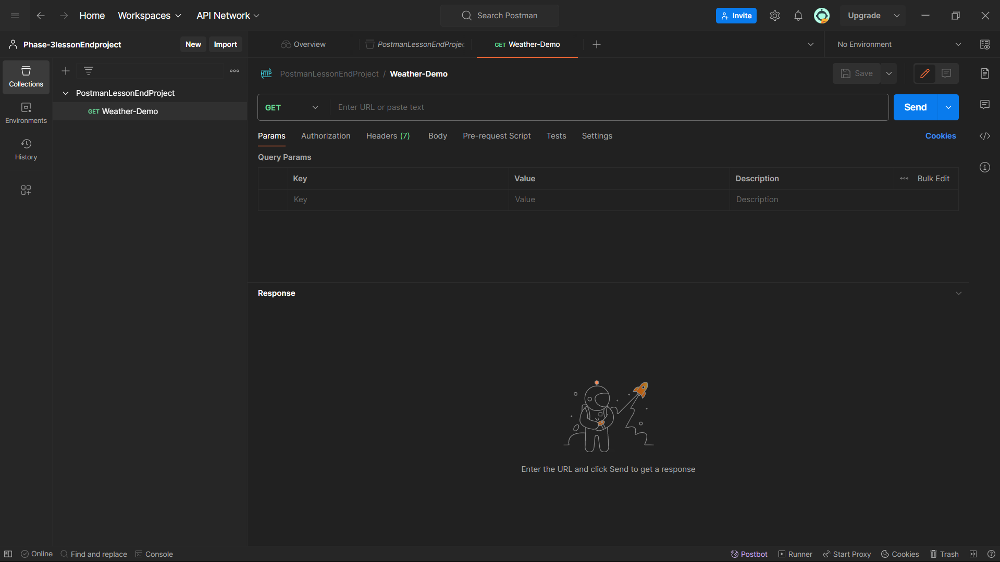 Home Workspaces API Network Search Postman Invite Upgrade
Phase-3lessonEndproject New Import Overview PostmanLessonEndProjec GET Weather-Demo No Environment
Collections
Environments
History
PostmanLessonEndProject
GET Weather-Demo
HTTP PostmanLessonEndProject / Weather-Demo Save
GET Enter URL or paste text Send
Params Authorization Headers (7) Body Pre-request Script Tests Settings Cookies
Query Params
Key Value Description Bulk Edit
Key Value Description
Response
Enter the URL and click Send to get a response
Online Find and replace Console Postbot Runner Start Proxy Cookies Trash